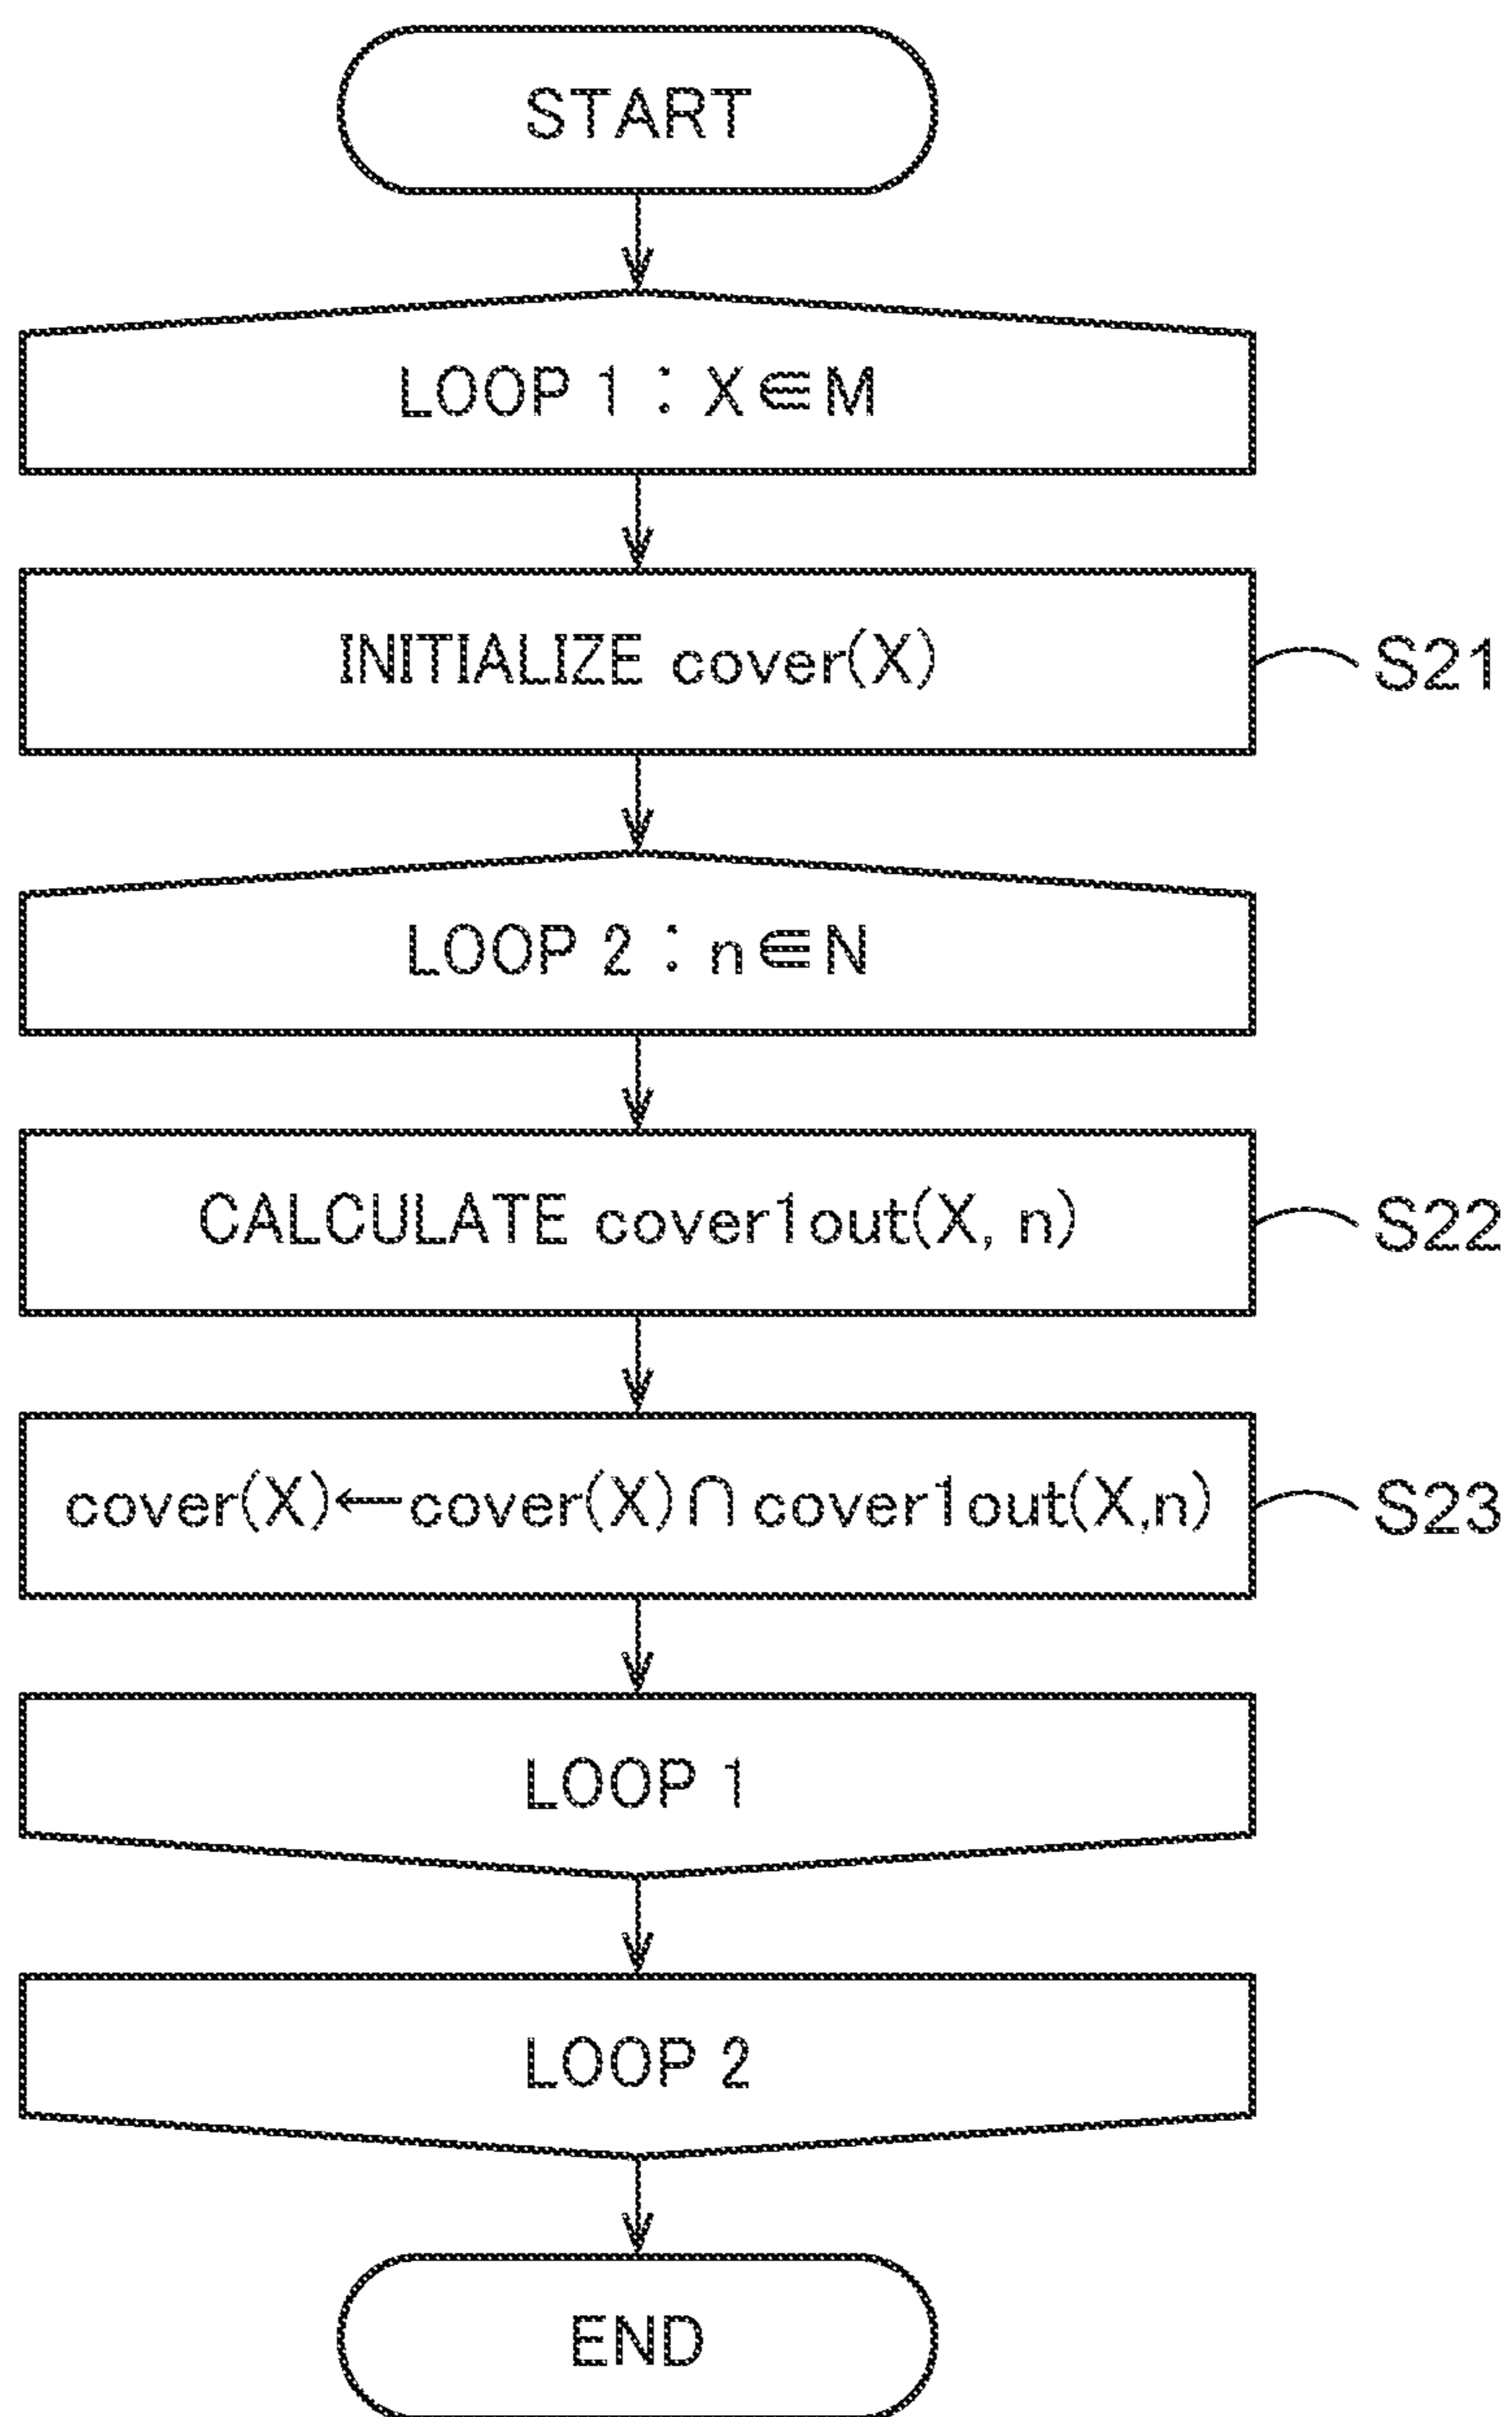 START
LOOP 1 : X∈M
INITIALIZE cover(X)
S21
LOOP 2 : n∈N
CALCULATE cover1out(X, n)
S22
cover(X)←cover(X)∩cover1out(X,n)
S23
LOOP 1
LOOP 2
END